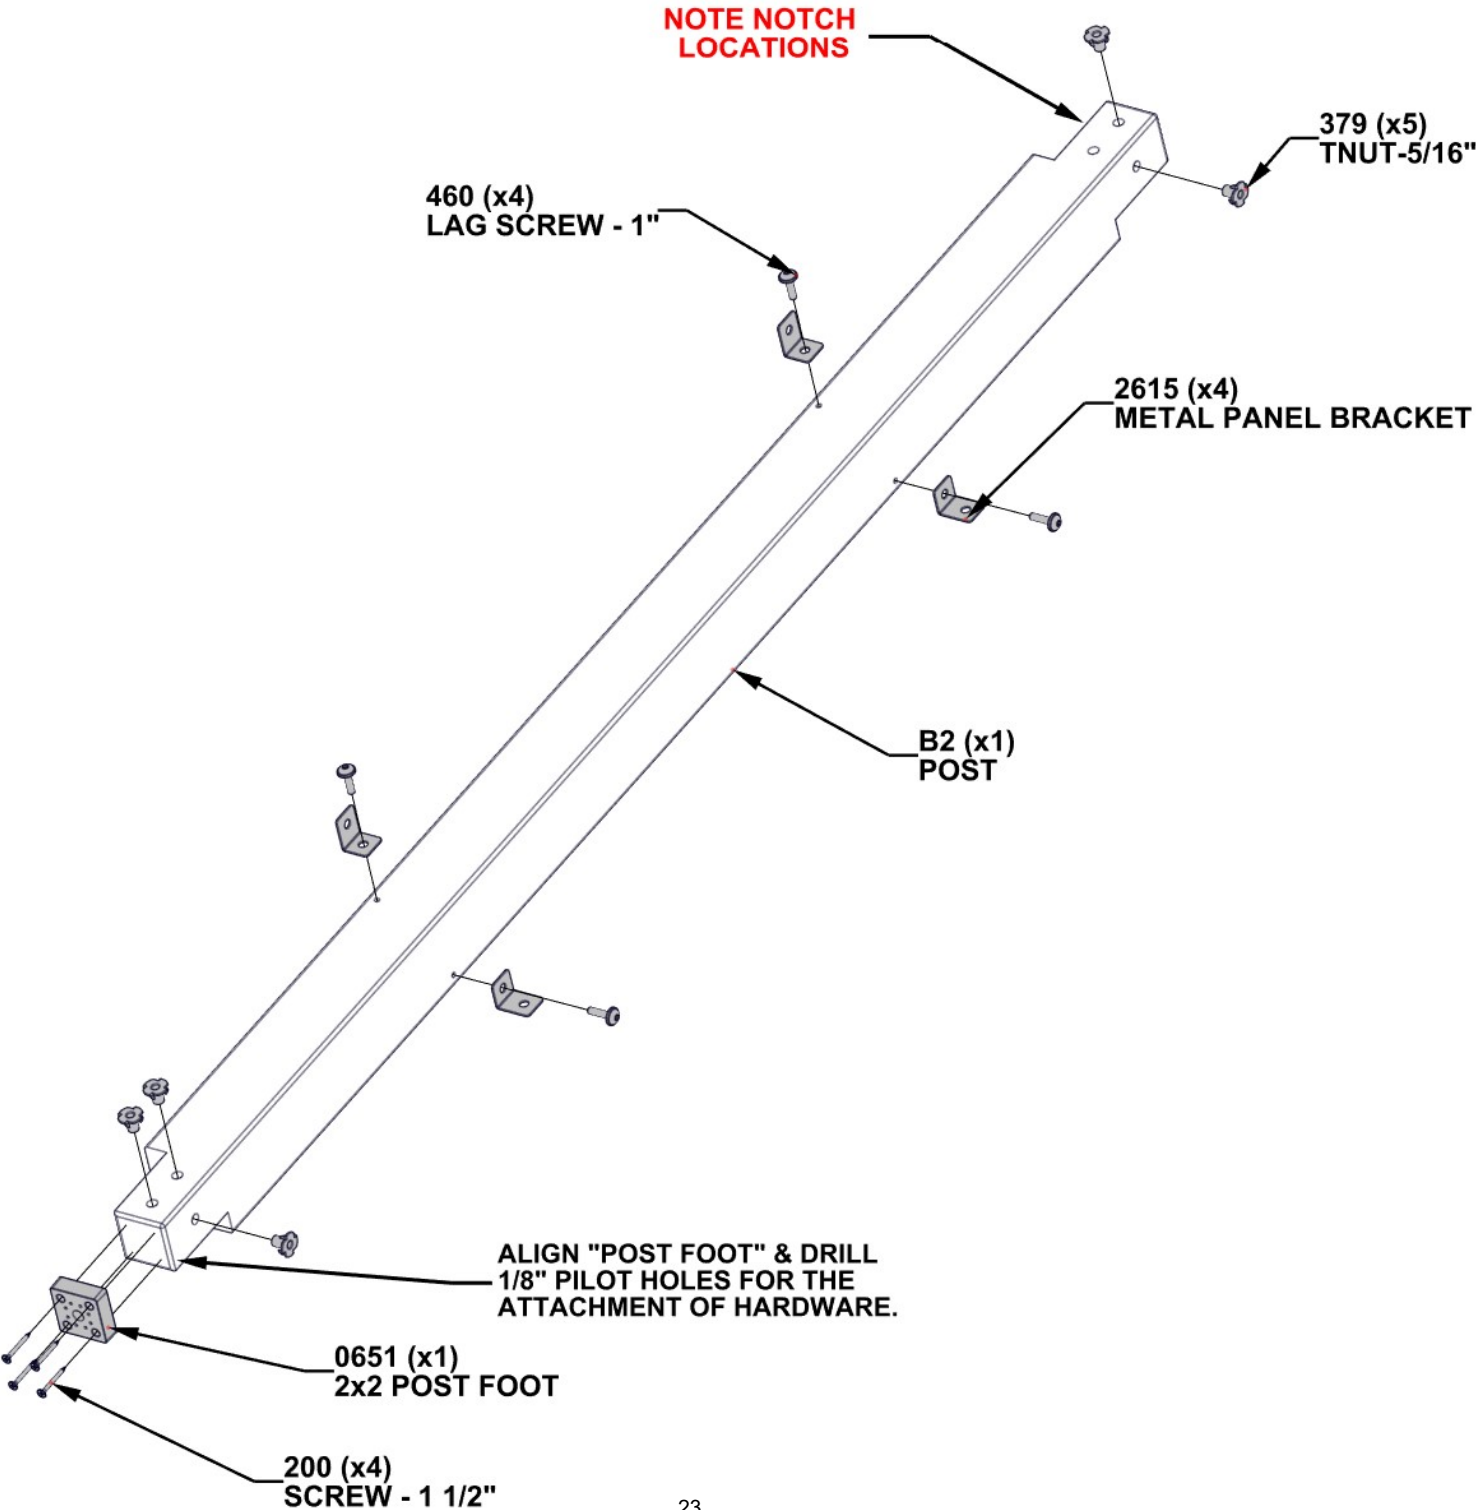 NOTE NOTCH
LOCATIONS
379 (x5)
TNUT-5/16"
460 (x4)
LAG SCREW - 1"
2615 (x4)
METAL PANEL BRACKET
B2 (x1)
POST
ALIGN "POST FOOT" & DRILL
1/8" PILOT HOLES FOR THE
ATTACHMENT OF HARDWARE.
0651 (x1)
2x2 POST FOOT
200 (x4)
SCREW - 1 1/2"
23